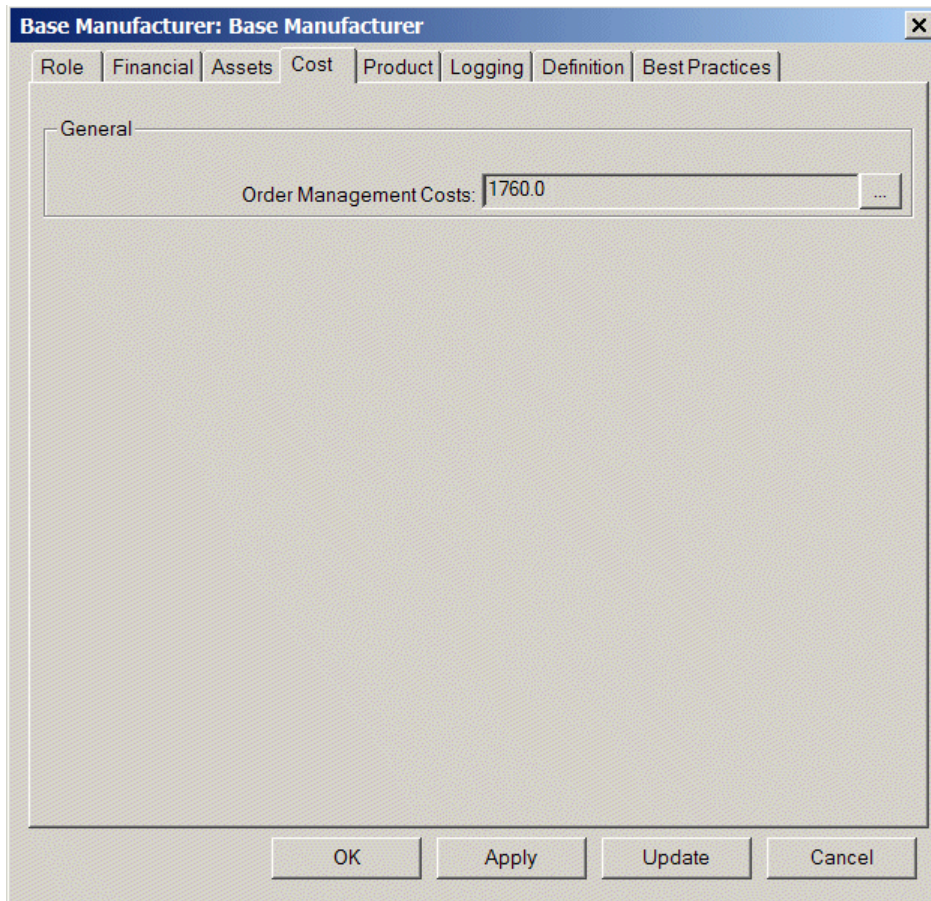 Base Manufacturer: Base Manufacturer
Role Financial Assets Cost Product Logging Definition Best Practices
General
Order Management Costs: 1760.0 ...
OK Apply Update Cancel